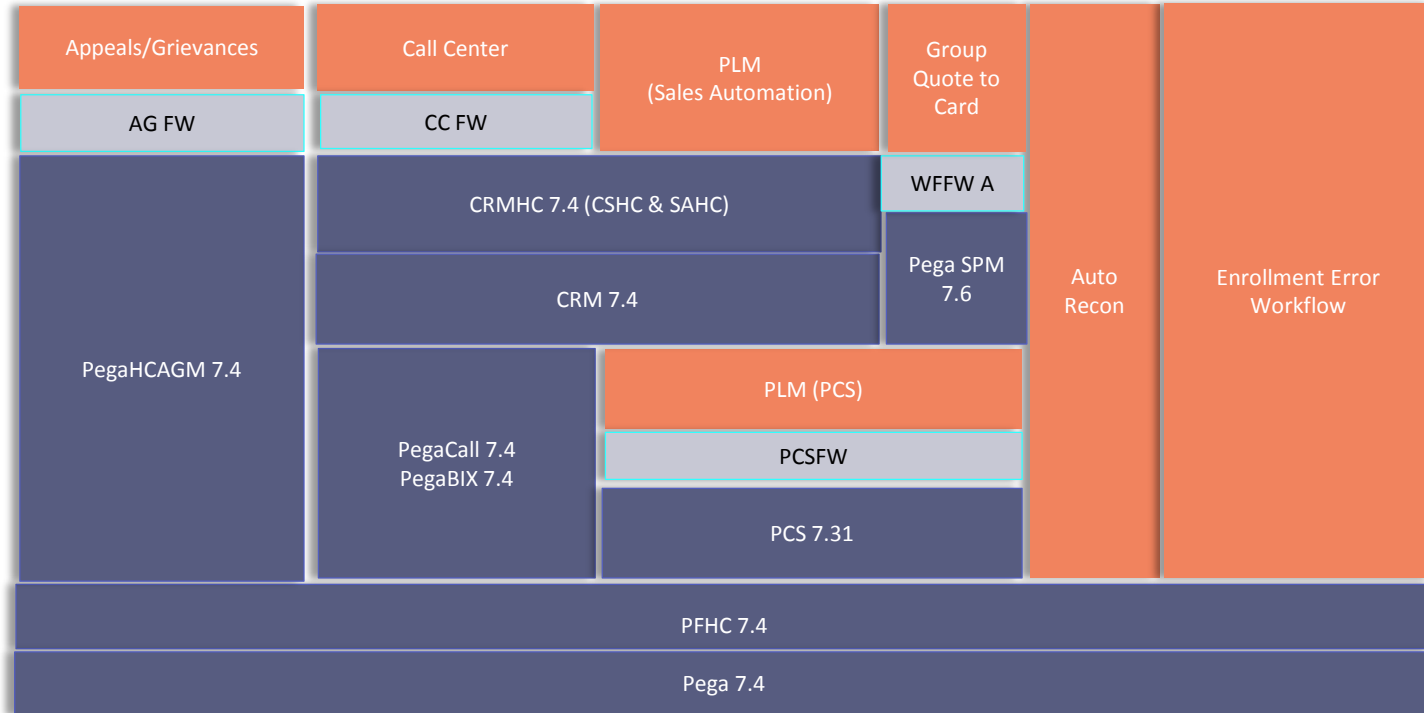 Appeals/Grievances
AG FW
PegaHCAGM 7.4
Call Center
CC FW
PLM
(Sales Automation)
CRMHC 7.4 (CSHC & SAHC)
CRM 7.4
PegaCall 7.4
PegaBIX 7.4
Group
Quote to
Card
WFFW A
Pega SPM
7.6
PLM (PCS)
PCSFW
PCS 7.31
Auto
Recon
Enrollment Error
Workflow
PFHC 7.4
Pega 7.4